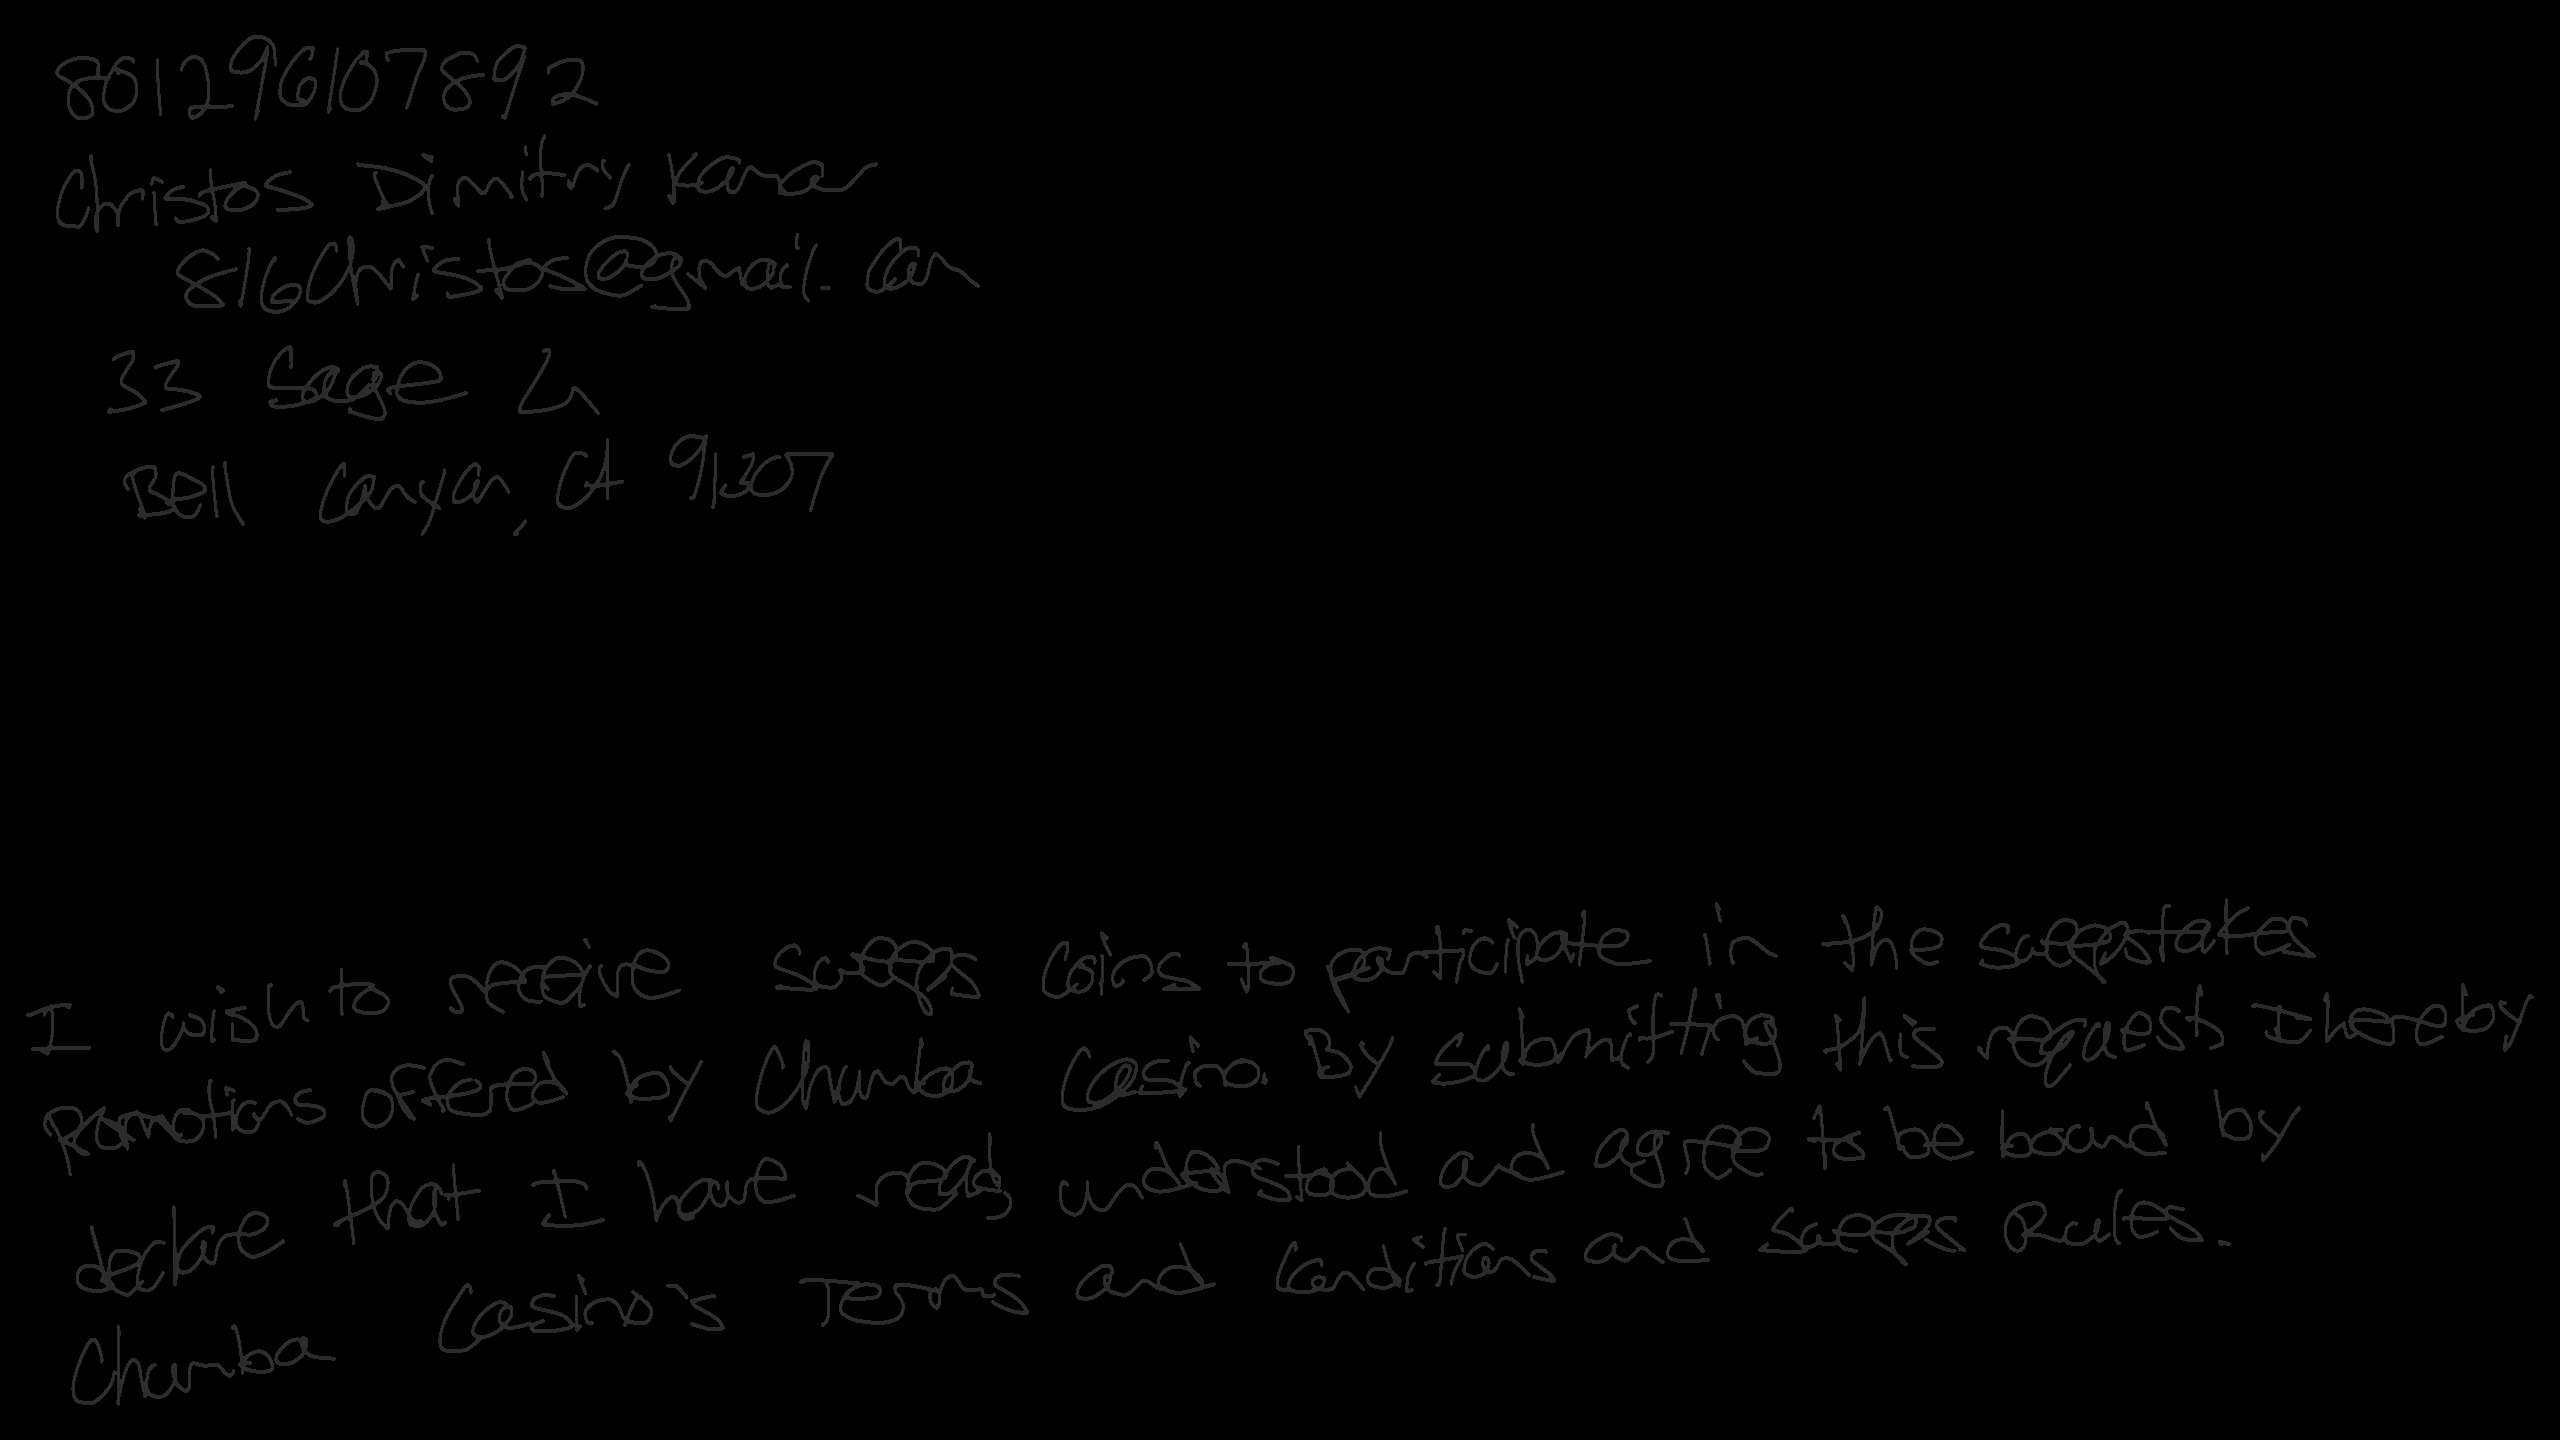 801296107892
Christos Dimitry Kanar
816Christos@gmail.com
33 Sage Ln
Bell Canyon, CA 91307
I wish to receive sweeps coins to participate in the sweepstakes
Promotions offered by Chumba Casino. By submitting this request, I hereby
declare that I have read, understood and agree to be bound by
Chumba Casino's Terms and Conditions and Sweeps Rules.